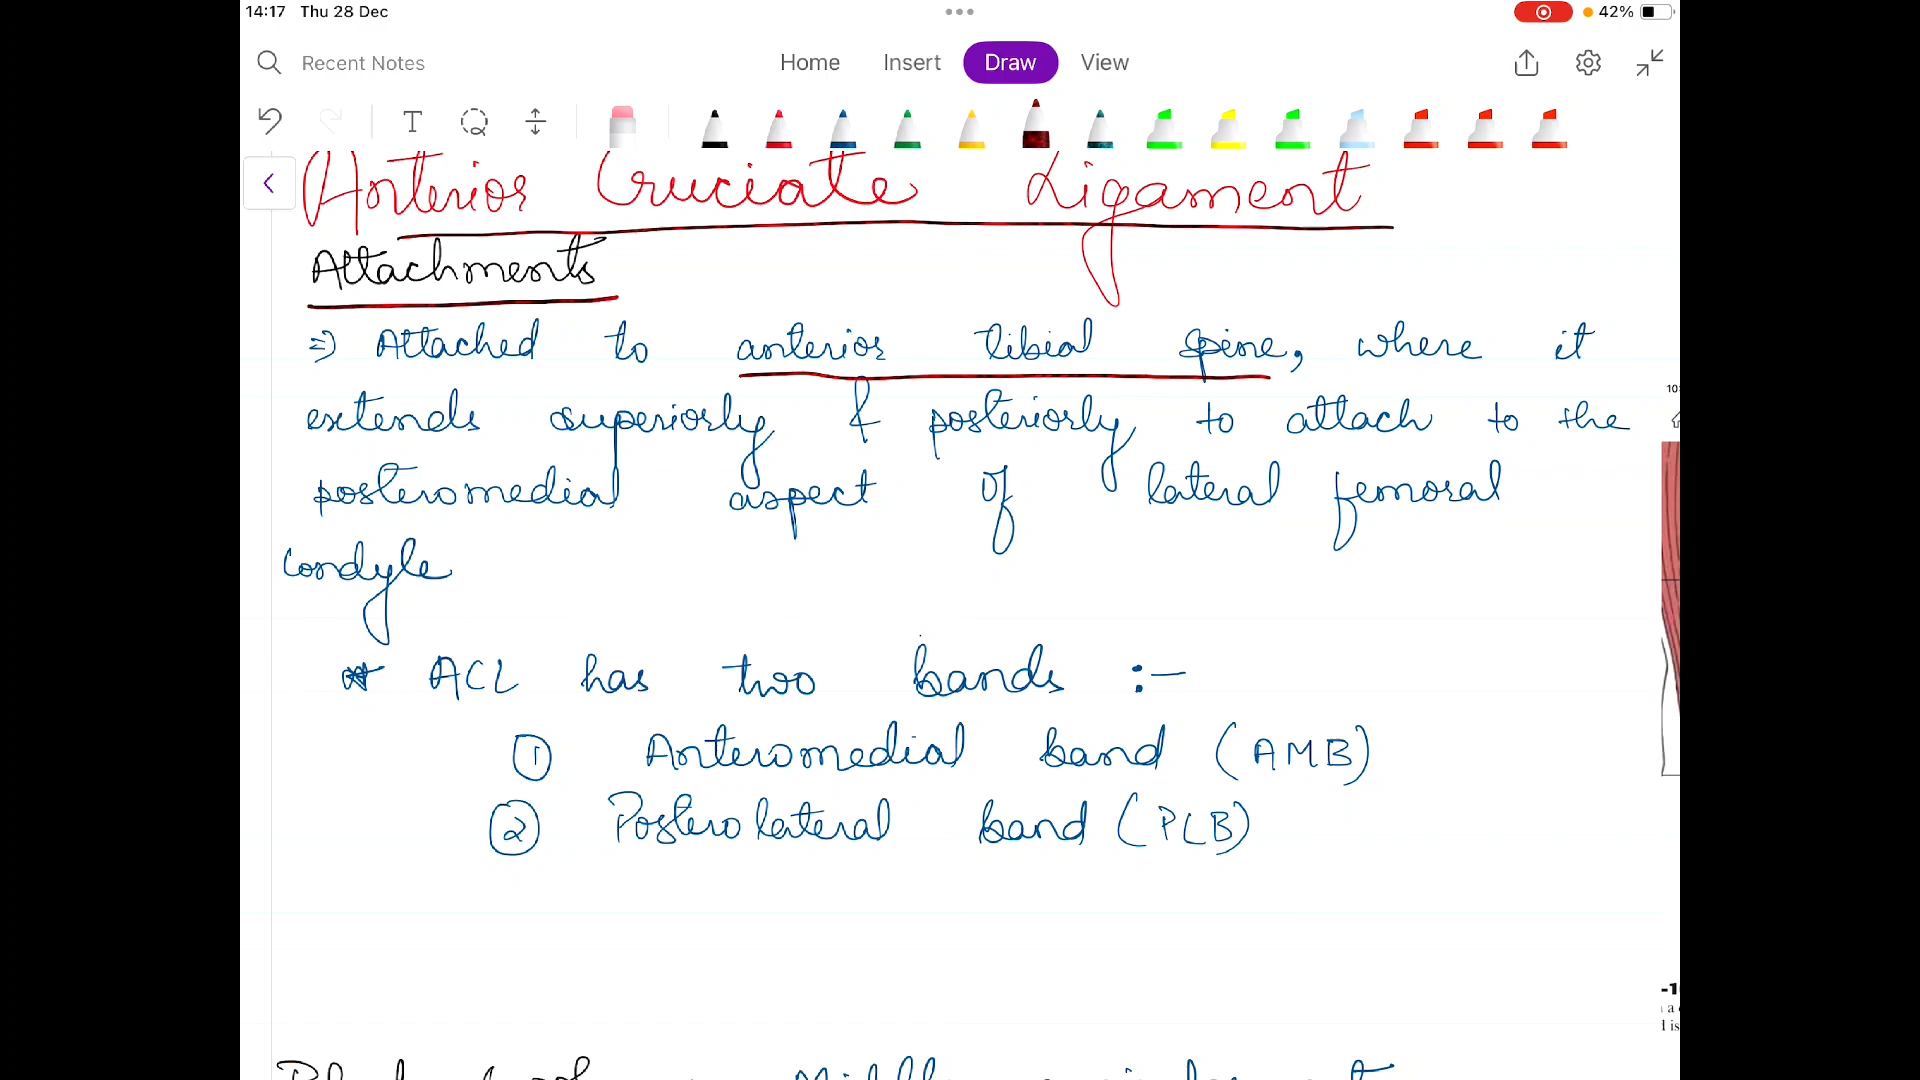 14:17 Thu 28 Dec 42%
Recent Notes Home Insert Draw View
T
Anterior Cruciate Ligament
Attachments
=> Attached to anterior tibial spine, where it
extends superiorly & posteriorly to attach to the
posteromedial aspect of lateral femoral
condyle
* ACL has two bands :-
① Anteromedial band (AMB)
② Posterolateral band (PLB)